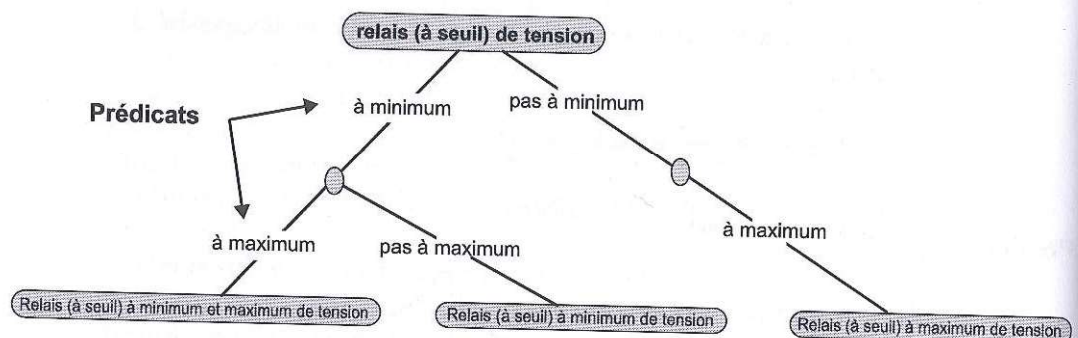 relais (à seuil) de tension
à minimum
pas à minimum
Prédicats
à maximum
pas à maximum
à maximum
Relais (à seuil) à minimum et maximum de tension
Relais (à seuil) à minimum de tension
Relais (à seuil) à maximum de tension